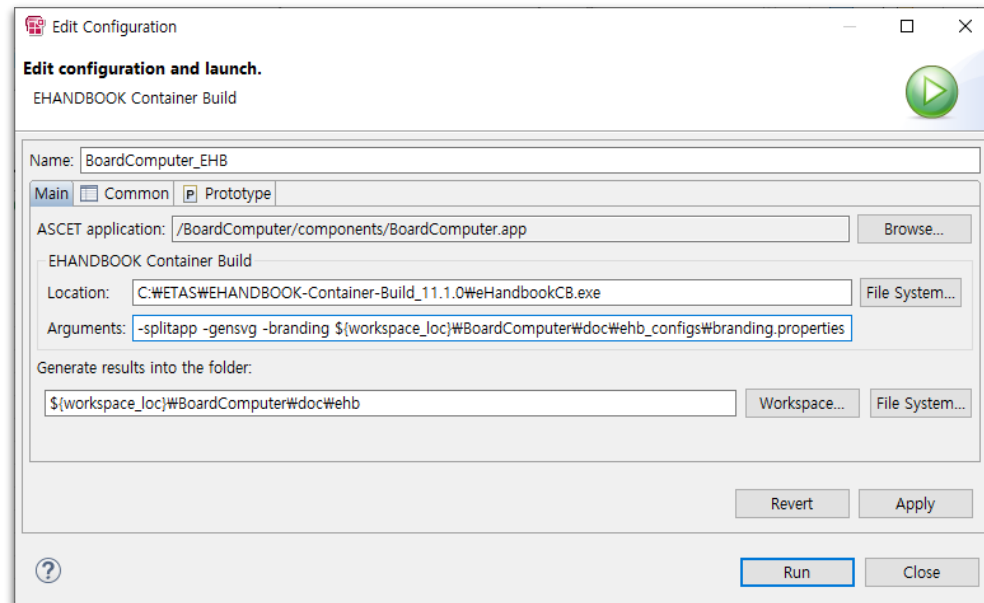 Edit Configuration
Edit configuration and launch.
EHANDBOOK Container Build
Name: BoardComputer_EHB
Main Common P Prototype
ASCET application: /BoardComputer/components/BoardComputer.app Browse...
EHANDBOOK Container Build
Location: C:₩ETAS₩EHANDBOOK-Container-Build_11.1.0₩eHandbookCB.exe File System...
Arguments: -splitapp -gensvg -branding ${workspace_loc}₩BoardComputer₩doc₩ehb_configs₩branding.properties
Generate results into the folder:
${workspace_loc}₩BoardComputer₩doc₩ehb Workspace... File System...
Revert Apply
? Run Close